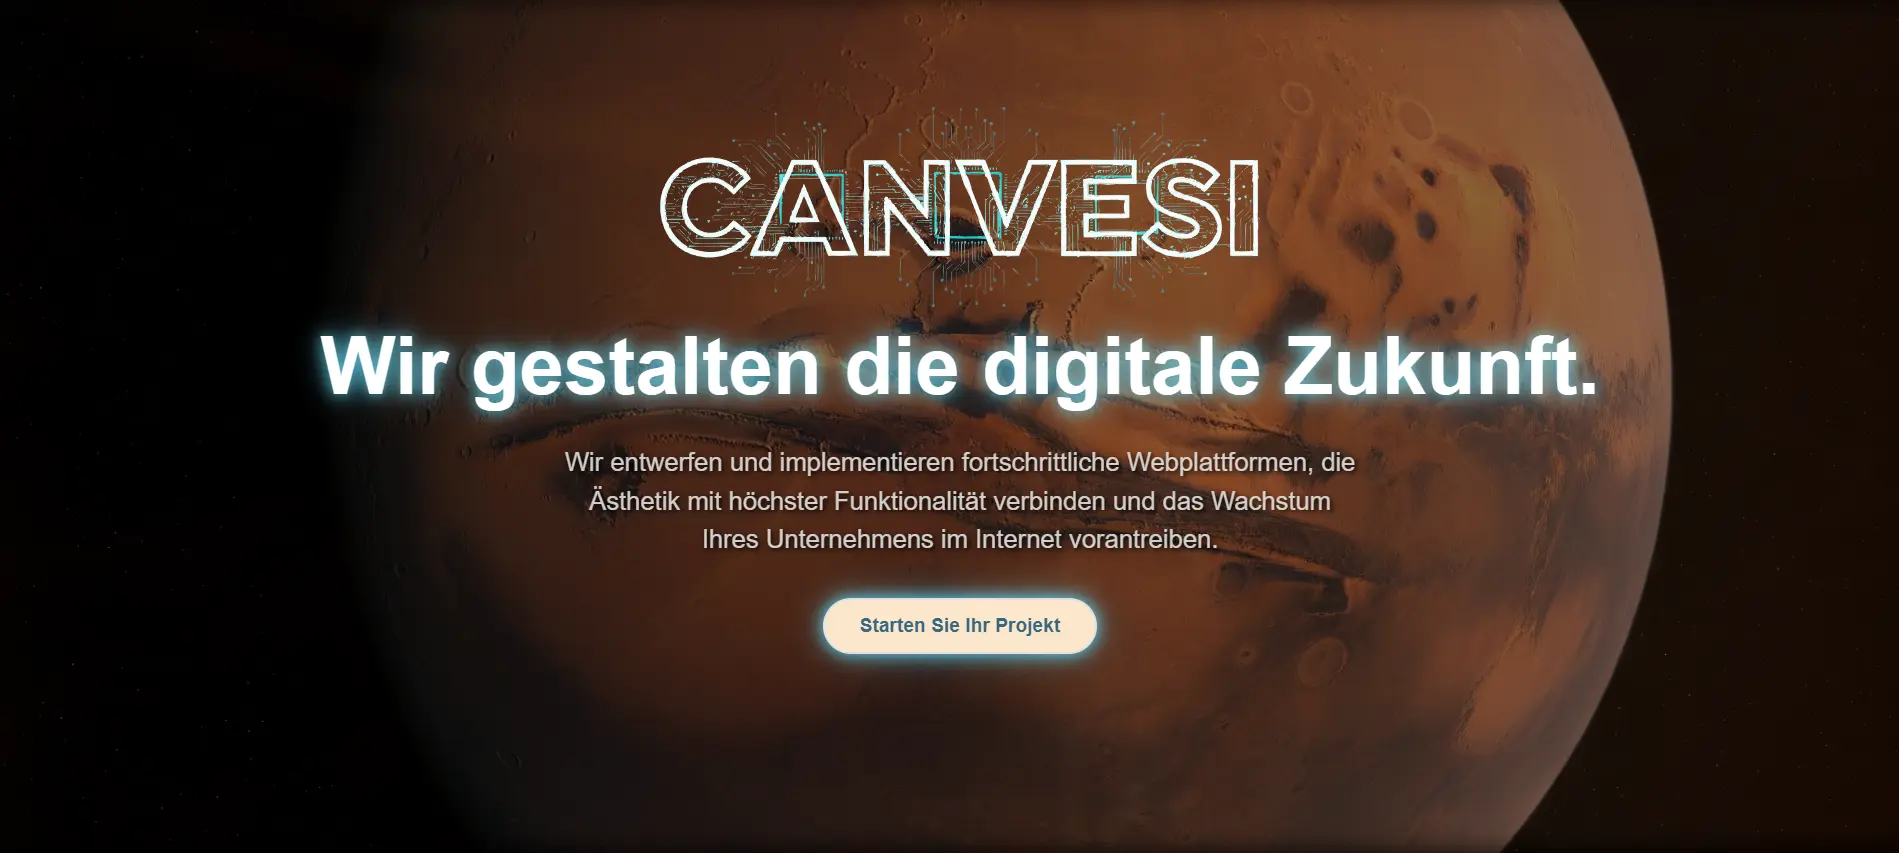 CANVESI
Wir gestalten die digitale Zukunft.
Wir entwerfen und implementieren fortschrittliche Webplattformen, die
Ästhetik mit höchster Funktionalität verbinden und das Wachstum
Ihres Unternehmens im Internet vorantreiben.
Starten Sie Ihr Projekt